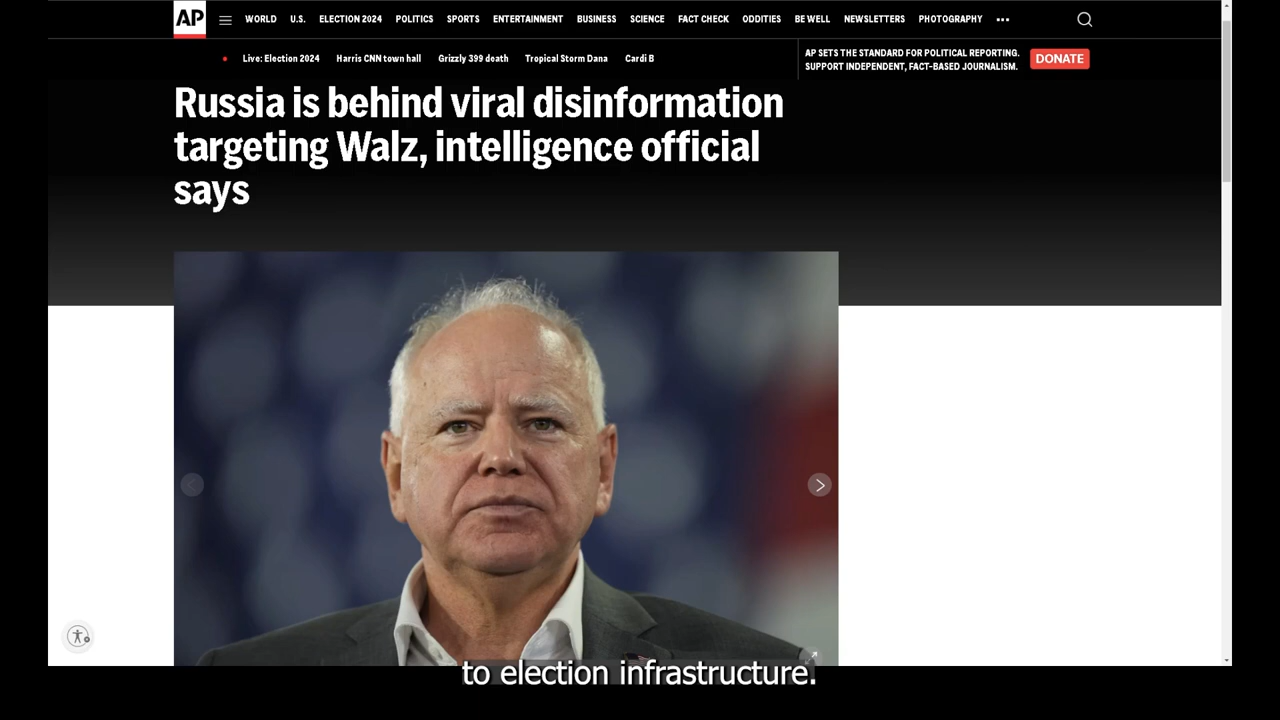 AP
WORLD U.S. ELECTION 2024 POLITICS SPORTS ENTERTAINMENT BUSINESS SCIENCE FACT CHECK ODDITIES BE WELL NEWSLETTERS PHOTOGRAPHY
Live: Election 2024 Harris CNN town hall Grizzly 399 death Tropical Storm Dana Cardi B
AP SETS THE STANDARD FOR POLITICAL REPORTING.
SUPPORT INDEPENDENT, FACT-BASED JOURNALISM.
DONATE
Russia is behind viral disinformation
targeting Walz, intelligence official
says
to election infrastructure.